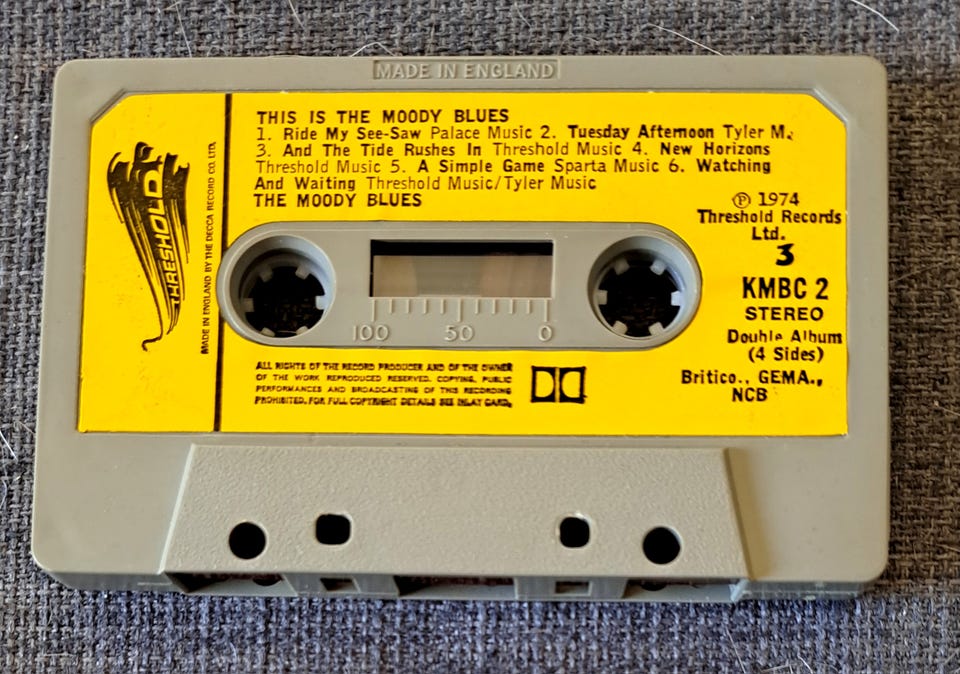 MADE IN ENGLAND
THRESHOLD
MADE IN ENGLAND BY THE DECCA RECORD CO. LTD.
THIS IS THE MOODY BLUES
1. Ride My See-Saw Palace Music 2. Tuesday Afternoon Tyler M.
3. And The Tide Rushes In Threshold Music 4. New Horizons
Threshold Music 5. A Simple Game Sparta Music 6. Watching
And Waiting Threshold Music/Tyler Music
THE MOODY BLUES
℗ 1974
Threshold Records
Ltd.
3
KMBC 2
STEREO
Double Album
(4 Sides)
Britico., GEMA.,
NCB
100 50 0
ALL RIGHTS OF THE RECORD PRODUCER AND OF THE OWNER
OF THE WORK REPRODUCED RESERVED. COPYING, PUBLIC
PERFORMANCES AND BROADCASTING OF THIS RECORDING
PROHIBITED. FOR FULL COPYRIGHT DETAILS SEE INLAY CARD.